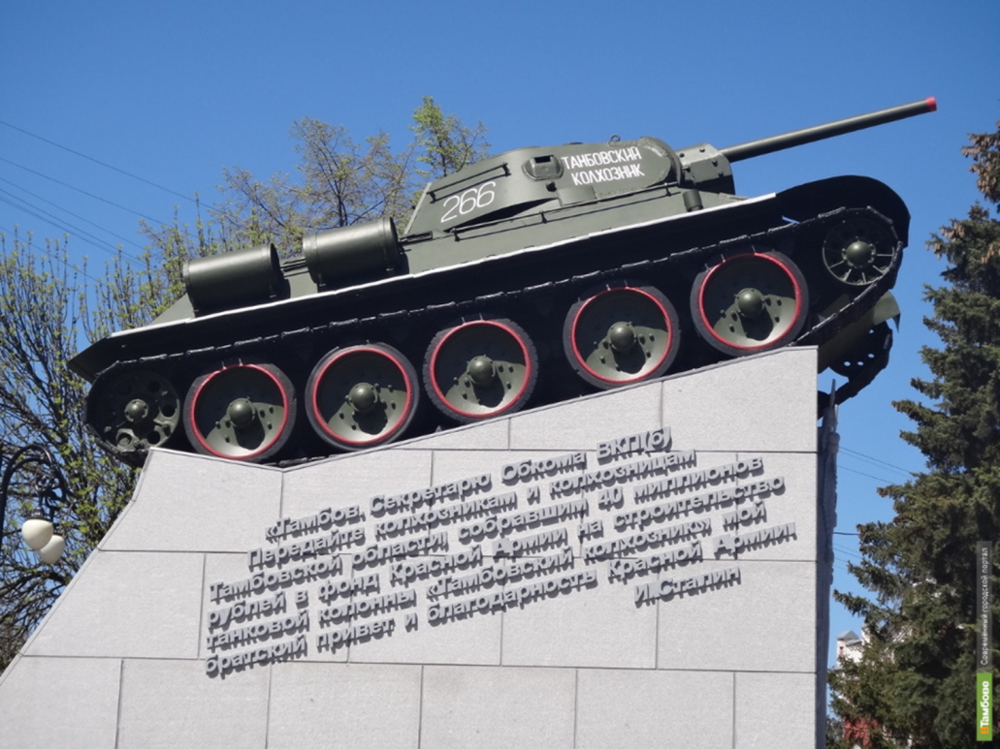 ТАМБОВСКИЙ
КОЛХОЗНИК
266
«Тамбов. Секретарю Обкома ВКП(б)
Передайте колхозникам и колхозницам
Тамбовской области, собравшим 40 миллионов
рублей в фонд Красной Армии на строительство
танковой колонны «Тамбовский колхозник», мой
братский привет и благодарность Красной Армии!
И. Сталин
Современный городской портал
вТамбове